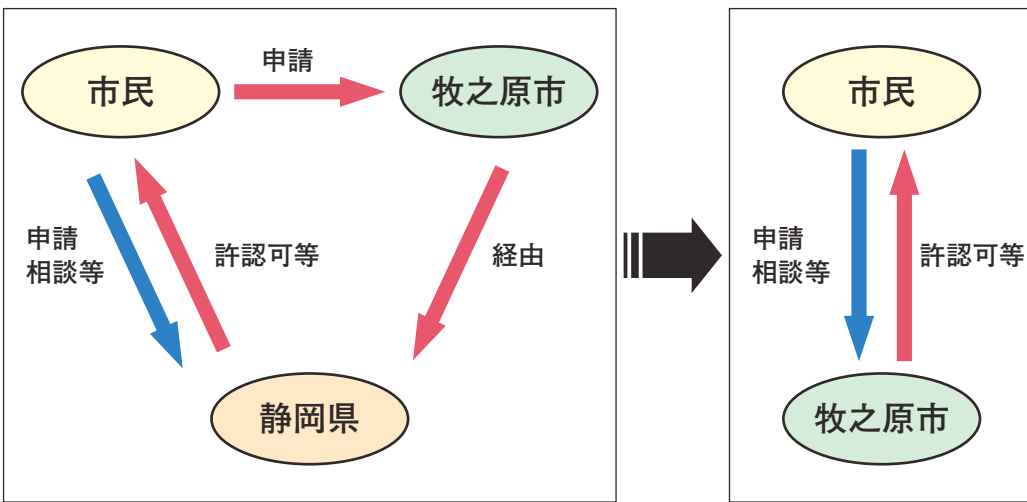 申請
市民
牧之原市
申請
相談等
許認可等
経由
静岡県
市民
申請
相談等
許認可等
牧之原市